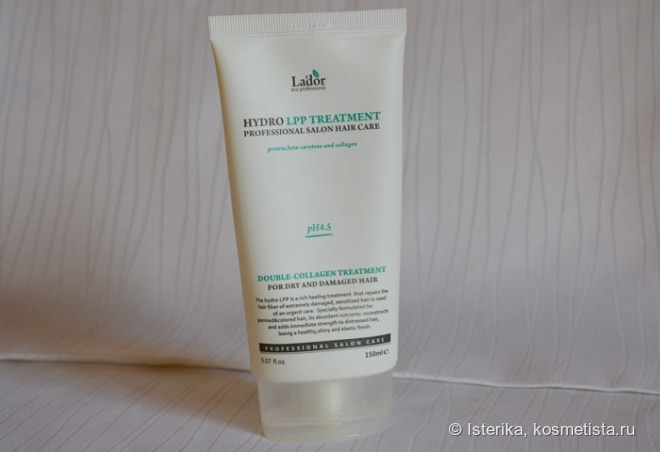 La'dor
eco professional
HYDRO LPP TREATMENT
PROFESSIONAL SALON HAIR CARE
protein,beta-carotene and collagen
pH4.5
DOUBLE-COLLAGEN TREATMENT
FOR DRY AND DAMAGED HAIR
The hydro LPP is a rich healing treatment that repairs the
hair fiber of extremely damaged, sensitized hair in need
of an urgent care. Specially formulated for
permed&colored hair, its abundant nutrients reconstruate
and adds immediate strength to distressed hair,
leavig a healthy,shiny and elastic finish.
PROFESSIONAL SALON CARE
5.07 fl.oz. 150ml℮
© Isterika, kosmetista.ru